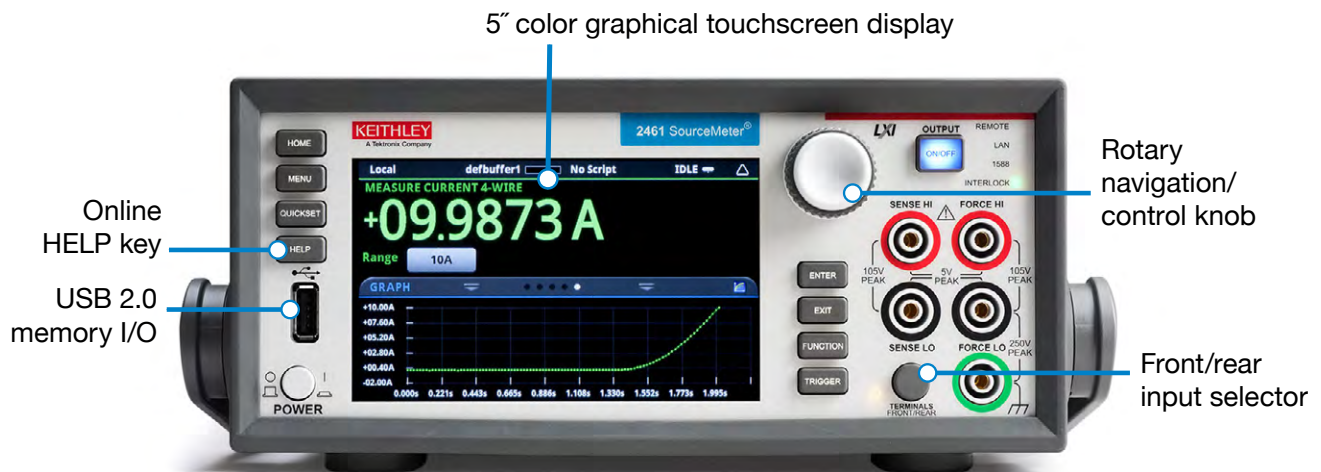 5″ color graphical touchscreen display
KEITHLEY
A Tektronix Company
2461 SourceMeter®
LXI
OUTPUT
ON/OFF
REMOTE
LAN
1588
INTERLOCK
HOME
MENU
QUICKSET
HELP
Online
HELP key
USB 2.0
memory I/O
POWER
Local defbuffer1 No Script IDLE
MEASURE CURRENT 4-WIRE
+09.9873 A
Range 10A
GRAPH
+10.00A
+07.60A
+05.20A
+02.80A
+00.40A
-02.00A
0.000s 0.221s 0.443s 0.665s 0.886s 1.108s 1.330s 1.552s 1.773s 1.995s
ENTER
EXIT
FUNCTION
TRIGGER
SENSE HI FORCE HI
105V
PEAK
5V
PEAK
105V
PEAK
SENSE LO FORCE LO
250V
PEAK
TERMINALS
FRONT/REAR
Rotary
navigation/
control knob
Front/rear
input selector